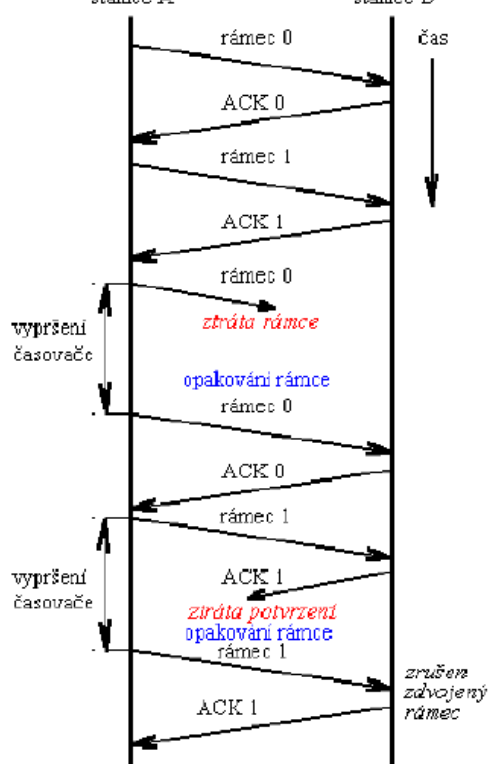 stanice A
stanice B
rámec 0
čas
ACK 0
rámec 1
ACK 1
rámec 0
ztráta rámce
vypršení
časovače
opakování rámce
rámec 0
ACK 0
rámec 1
ACK 1
vypršení
časovače
ztráta potvrzení
opakování rámce
rámec 1
zrušen
zdvojený
rámec
ACK 1